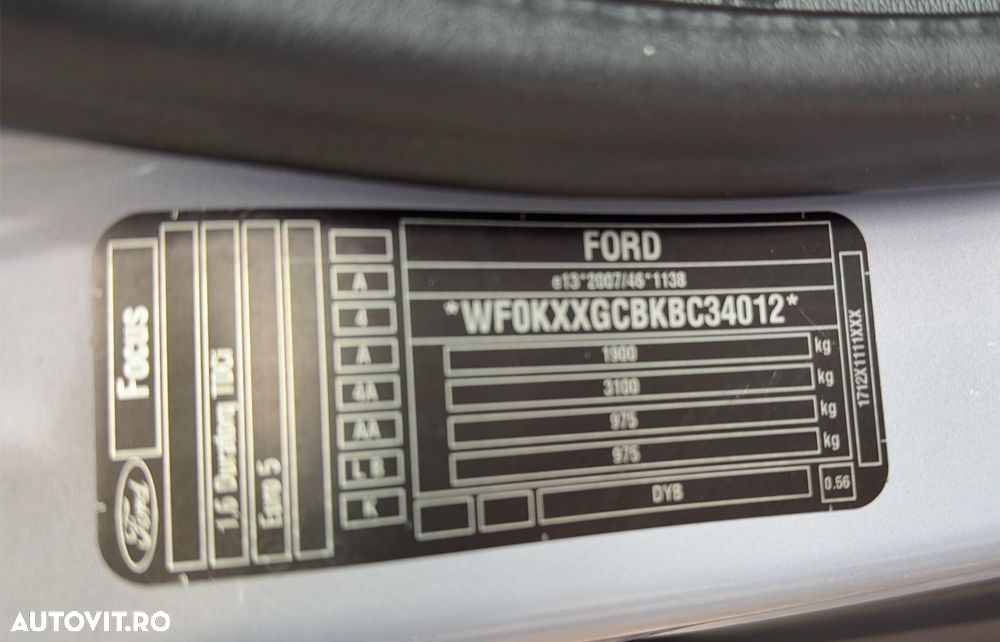 Focus
Ford
1.6 Duratorq TDCi
Euro 5
A
4
A
4A
AA
L B
K
FORD
e13*2007/46*1138
*WF0KXXGCBKBC34012*
1900 kg
3100 kg
975 kg
975 kg
DYB
0.56
1712X1111XXX
AUTOVIT.RO